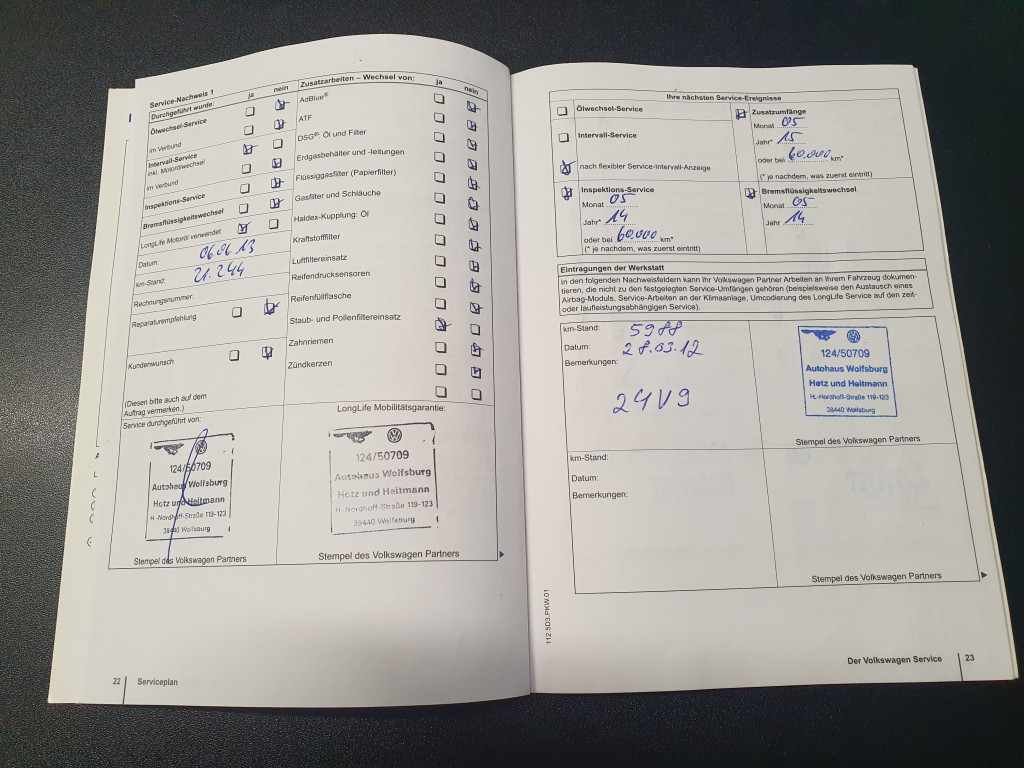 Service-Nachweis 1
Durchgeführt wurde: ja nein
Ölwechsel-Service
im Verbund
Intervall-Service
inkl. Motorölwechsel
im Verbund
Inspektions-Service
Bremsflüssigkeitswechsel
LongLife Motoröl verwendet
Datum: 06.06.13
km-Stand: 21.244
Rechnungsnummer:
Reparaturempfehlung
Kundenwunsch
(Diesen bitte auch auf dem
Auftrag vermerken.)
Zusatzarbeiten – Wechsel von: ja nein
AdBlue®
ATF
DSG®- Öl und Filter
Erdgasbehälter und -leitungen
Flüssiggasfilter (Papierfilter)
Gasfilter und Schläuche
Haldex-Kupplung: Öl
Kraftstofffilter
Luftfiltereinsatz
Reifendrucksensoren
Reifenfüllflasche
Staub- und Pollenfiltereinsatz
Zahnriemen
Zündkerzen
Service durchgeführt von:
124/50709
Autohaus Wolfsburg
Hotz und Heitmann
H.-Nordhoff-Straße 119-123
38440 Wolfsburg
Stempel des Volkswagen Partners
LongLife Mobilitätsgarantie:
124/50709
Autohaus Wolfsburg
Hotz und Heitmann
H.-Nordhoff-Straße 119-123
38440 Wolfsburg
Stempel des Volkswagen Partners
22 Serviceplan
Ihre nächsten Service-Ereignisse
Ölwechsel-Service
Intervall-Service
nach flexibler Service-Intervall-Anzeige
Zusatzumfänge
Monat 05
Jahr* 15
oder bei 60.000 km*
(* je nachdem, was zuerst eintritt)
Inspektions-Service
Monat 05
Jahr* 14
oder bei 60.000 km*
(* je nachdem, was zuerst eintritt)
Bremsflüssigkeitswechsel
Monat 05
Jahr 14
Eintragungen der Werkstatt
In den folgenden Nachweisfeldern kann Ihr Volkswagen Partner Arbeiten an Ihrem Fahrzeug dokumen-
tieren, die nicht zu den festgelegten Service-Umfängen gehören (beispielsweise den Austausch eines
Airbag-Moduls, Service-Arbeiten an der Klimaanlage, Umcodierung des LongLife Service auf den zeit-
oder laufleistungsabhängigen Service).
km-Stand: 5988
Datum: 28.03.12
Bemerkungen:
24V9
124/50709
Autohaus Wolfsburg
Hotz und Heitmann
H.-Nordhoff-Straße 119-123
38440 Wolfsburg
Stempel des Volkswagen Partners
km-Stand:
Datum:
Bemerkungen:
Stempel des Volkswagen Partners
112.5D3.PKW.01
Der Volkswagen Service 23